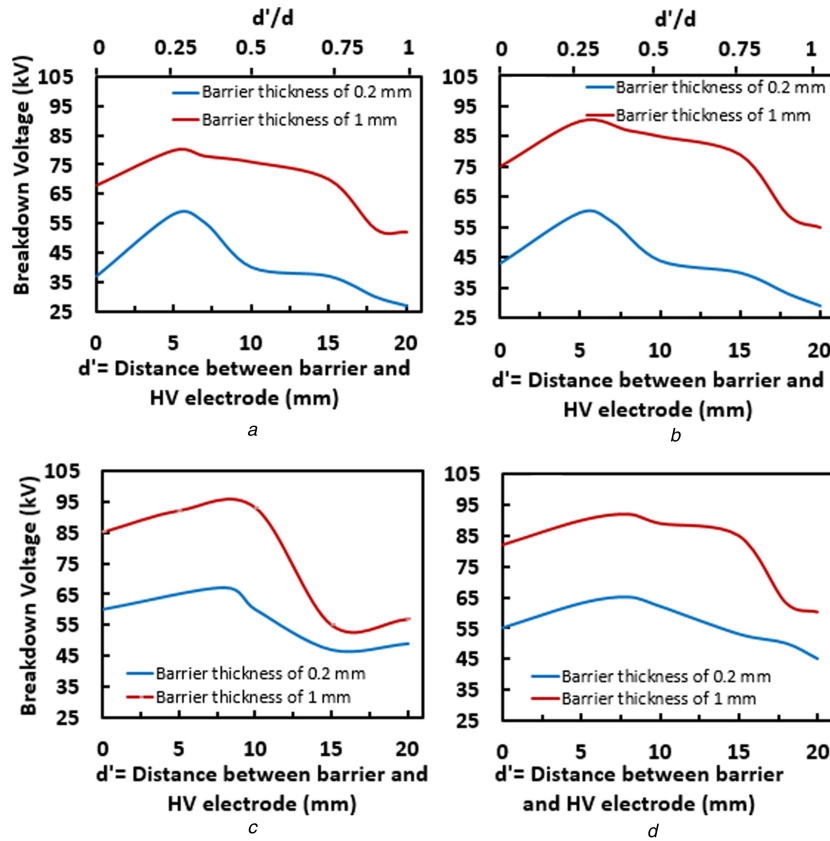 d'/d
0 0.25 0.5 0.75 1
105
95
85
75
65
55
45
35
25
Breakdown Voltage (kV)
Barrier thickness of 0.2 mm
Barrier thickness of 1 mm
0 5 10 15 20
d'= Distance between barrier and
HV electrode (mm)
a
d'/d
0 0.25 0.5 0.75 1
105
95
85
75
65
55
45
35
25
Barrier thickness of 0.2 mm
Barrier thickness of 1 mm
0 5 10 15 20
d'= Distance between barrier and
HV electrode (mm)
b
105
95
85
75
65
55
45
35
25
Breakdown Voltage (kV)
Barrier thickness of 0.2 mm
Barrier thickness of 1 mm
0 5 10 15 20
d'= Distance between barrier and
HV electrode (mm)
c
105
95
85
75
65
55
45
35
25
Barrier thickness of 0.2 mm
Barrier thickness of 1 mm
0 5 10 15 20
d'= Distance between barrier
and HV electrode (mm)
d